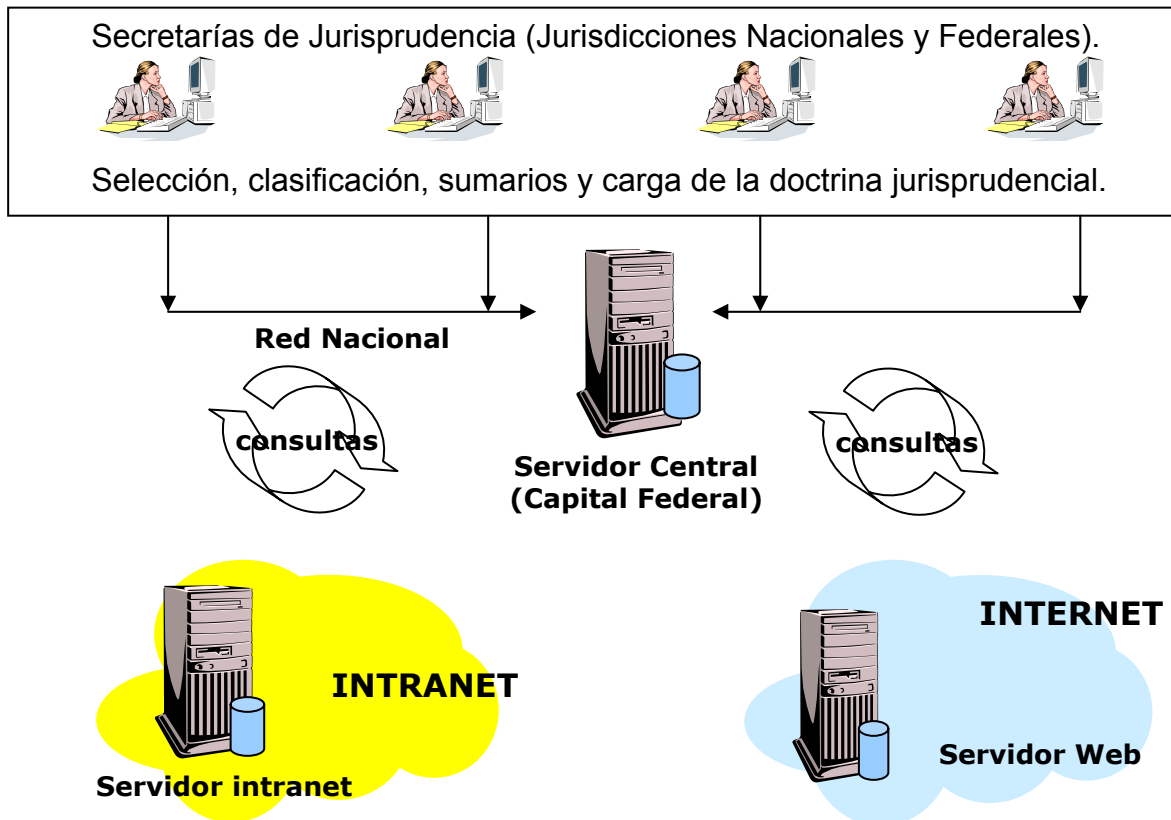 Secretarías de Jurisprudencia (Jurisdicciones Nacionales y Federales).
Selección, clasificación, sumarios y carga de la doctrina jurisprudencial.
Red Nacional
consultas
Servidor Central
(Capital Federal)
consultas
INTRANET
Servidor intranet
INTERNET
Servidor Web